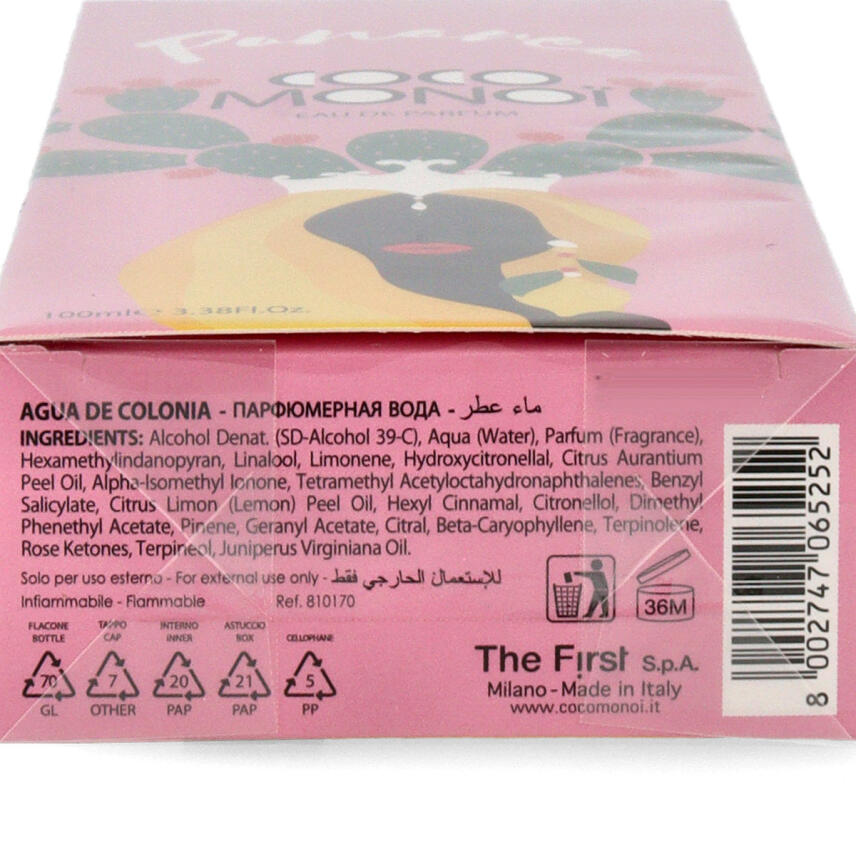 COCO
MONOÏ
EAU DE PARFUM
100ml e 3.38Fl.Oz.
AGUA DE COLONIA - ПАРФЮМЕРНАЯ ВОДА - ماء عطر
INGREDIENTS: Alcohol Denat. (SD-Alcohol 39-C), Aqua (Water), Parfum (Fragrance),
Hexamethylindanopyran, Linalool, Limonene, Hydroxycitronellal, Citrus Aurantium
Peel Oil, Alpha-Isomethyl Ionone, Tetramethyl Acetyloctahydronaphthalenes, Benzyl
Salicylate, Citrus Limon (Lemon) Peel Oil, Hexyl Cinnamal, Citronellol, Dimethyl
Phenethyl Acetate, Pinene, Geranyl Acetate, Citral, Beta-Caryophyllene, Terpinolene,
Rose Ketones, Terpineol, Juniperus Virginiana Oil.
Solo per uso esterno - For external use only - للإستعمال الخارجي فقط
Infiammabile - Flammable Ref. 810170
FLACONE TAPPO INTERNO ASTUCCIO
BOTTLE CAP INNER BOX CELLOPHANE
70 7 20 21 5
GL OTHER PAP PAP PP
36M
The First S.p.A.
Milano - Made in Italy
www.cocomonoi.it
8 002747 065252